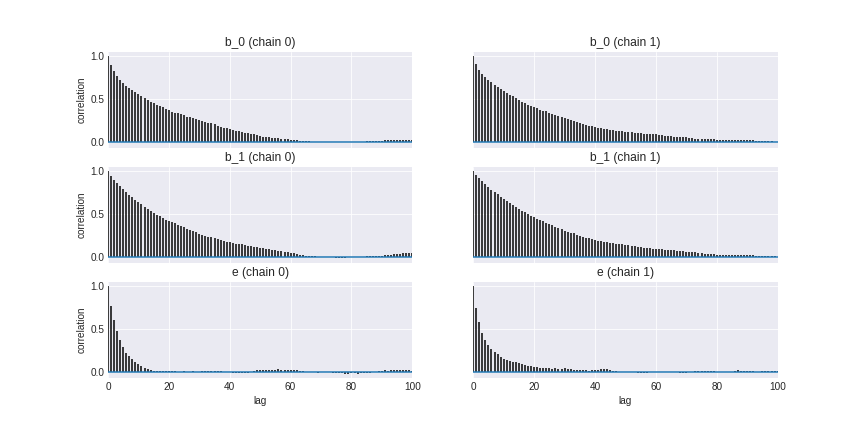 b_0 (chain 0)
b_0 (chain 1)
1.0
0.5
0.0
correlation
b_1 (chain 0)
b_1 (chain 1)
1.0
0.5
0.0
correlation
e (chain 0)
e (chain 1)
1.0
0.5
0.0
correlation
0 20 40 60 80 100
0 20 40 60 80 100
lag
lag